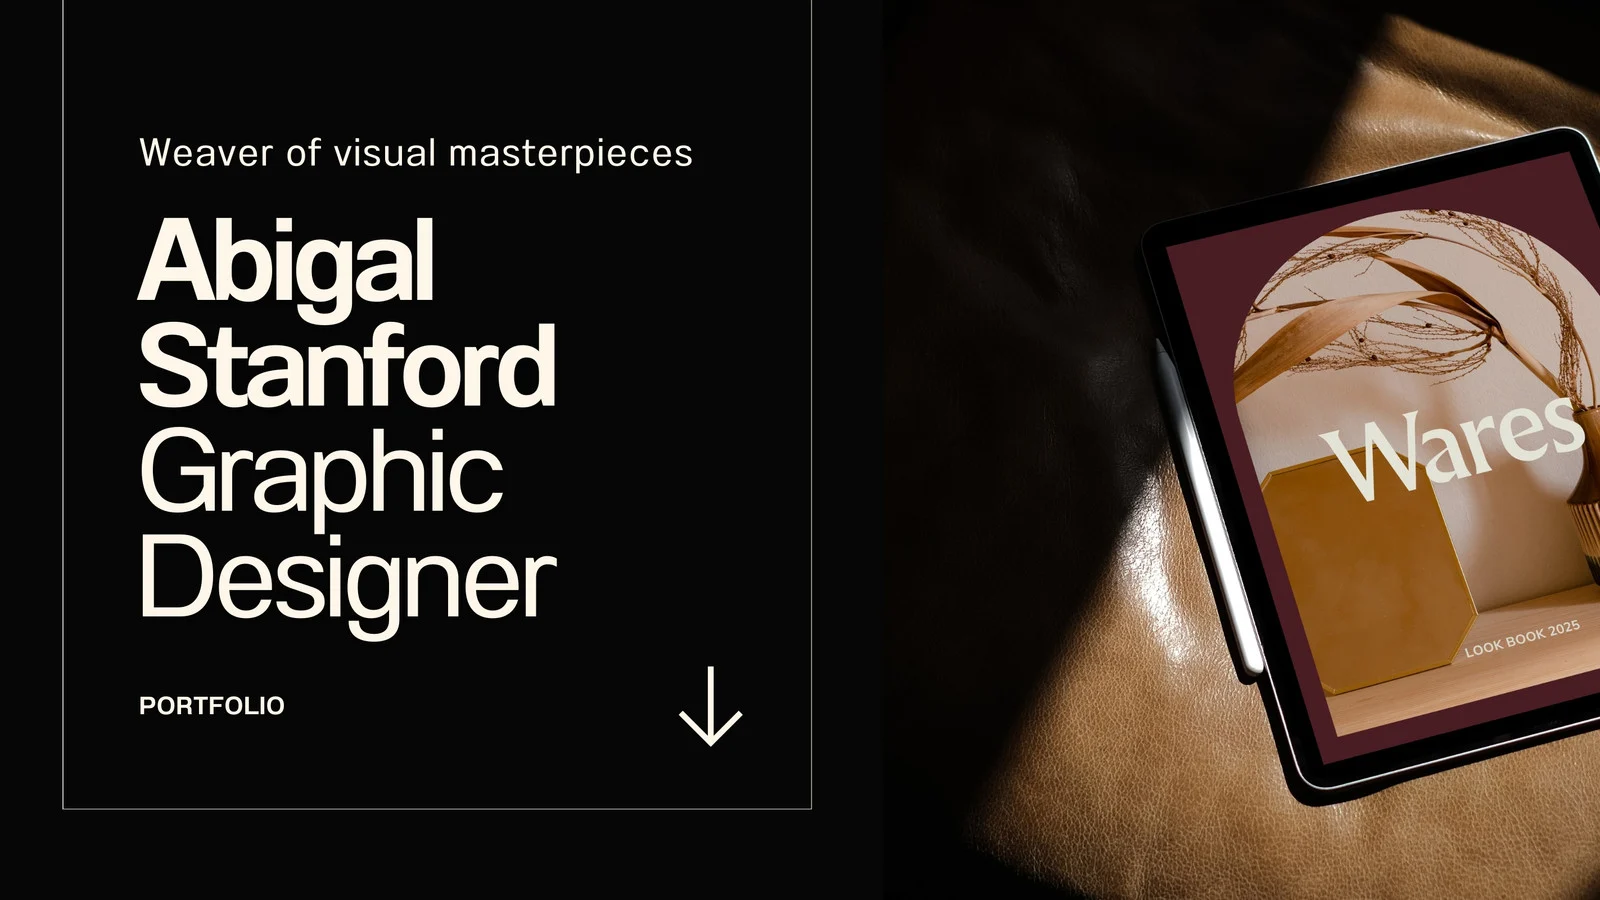 Weaver of visual masterpieces
Abigal
Stanford
Graphic
Designer
PORTFOLIO
Wares
LOOK BOOK 2025